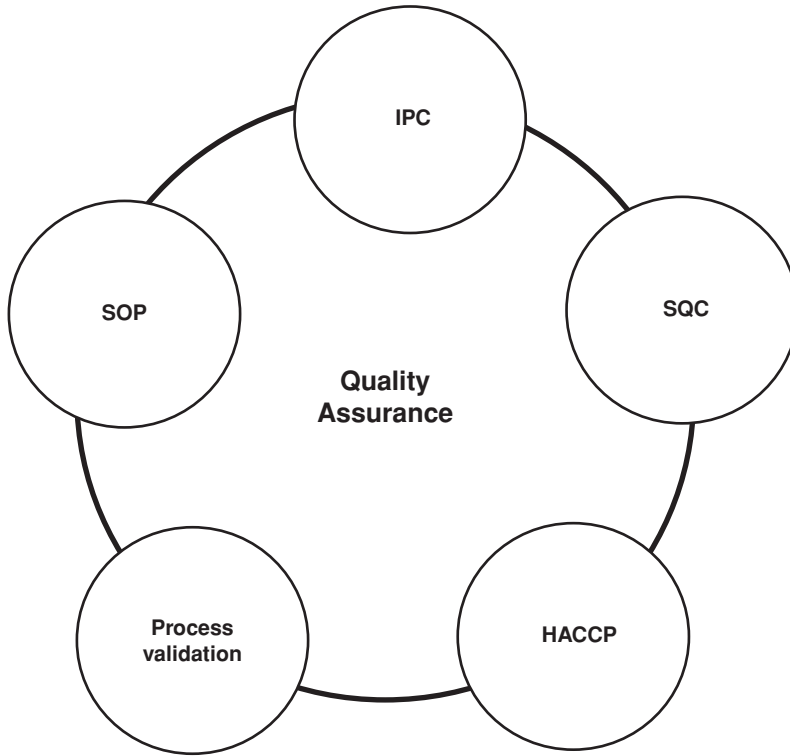 IPC
SOP
SQC
Quality
Assurance
Process
validation
HACCP